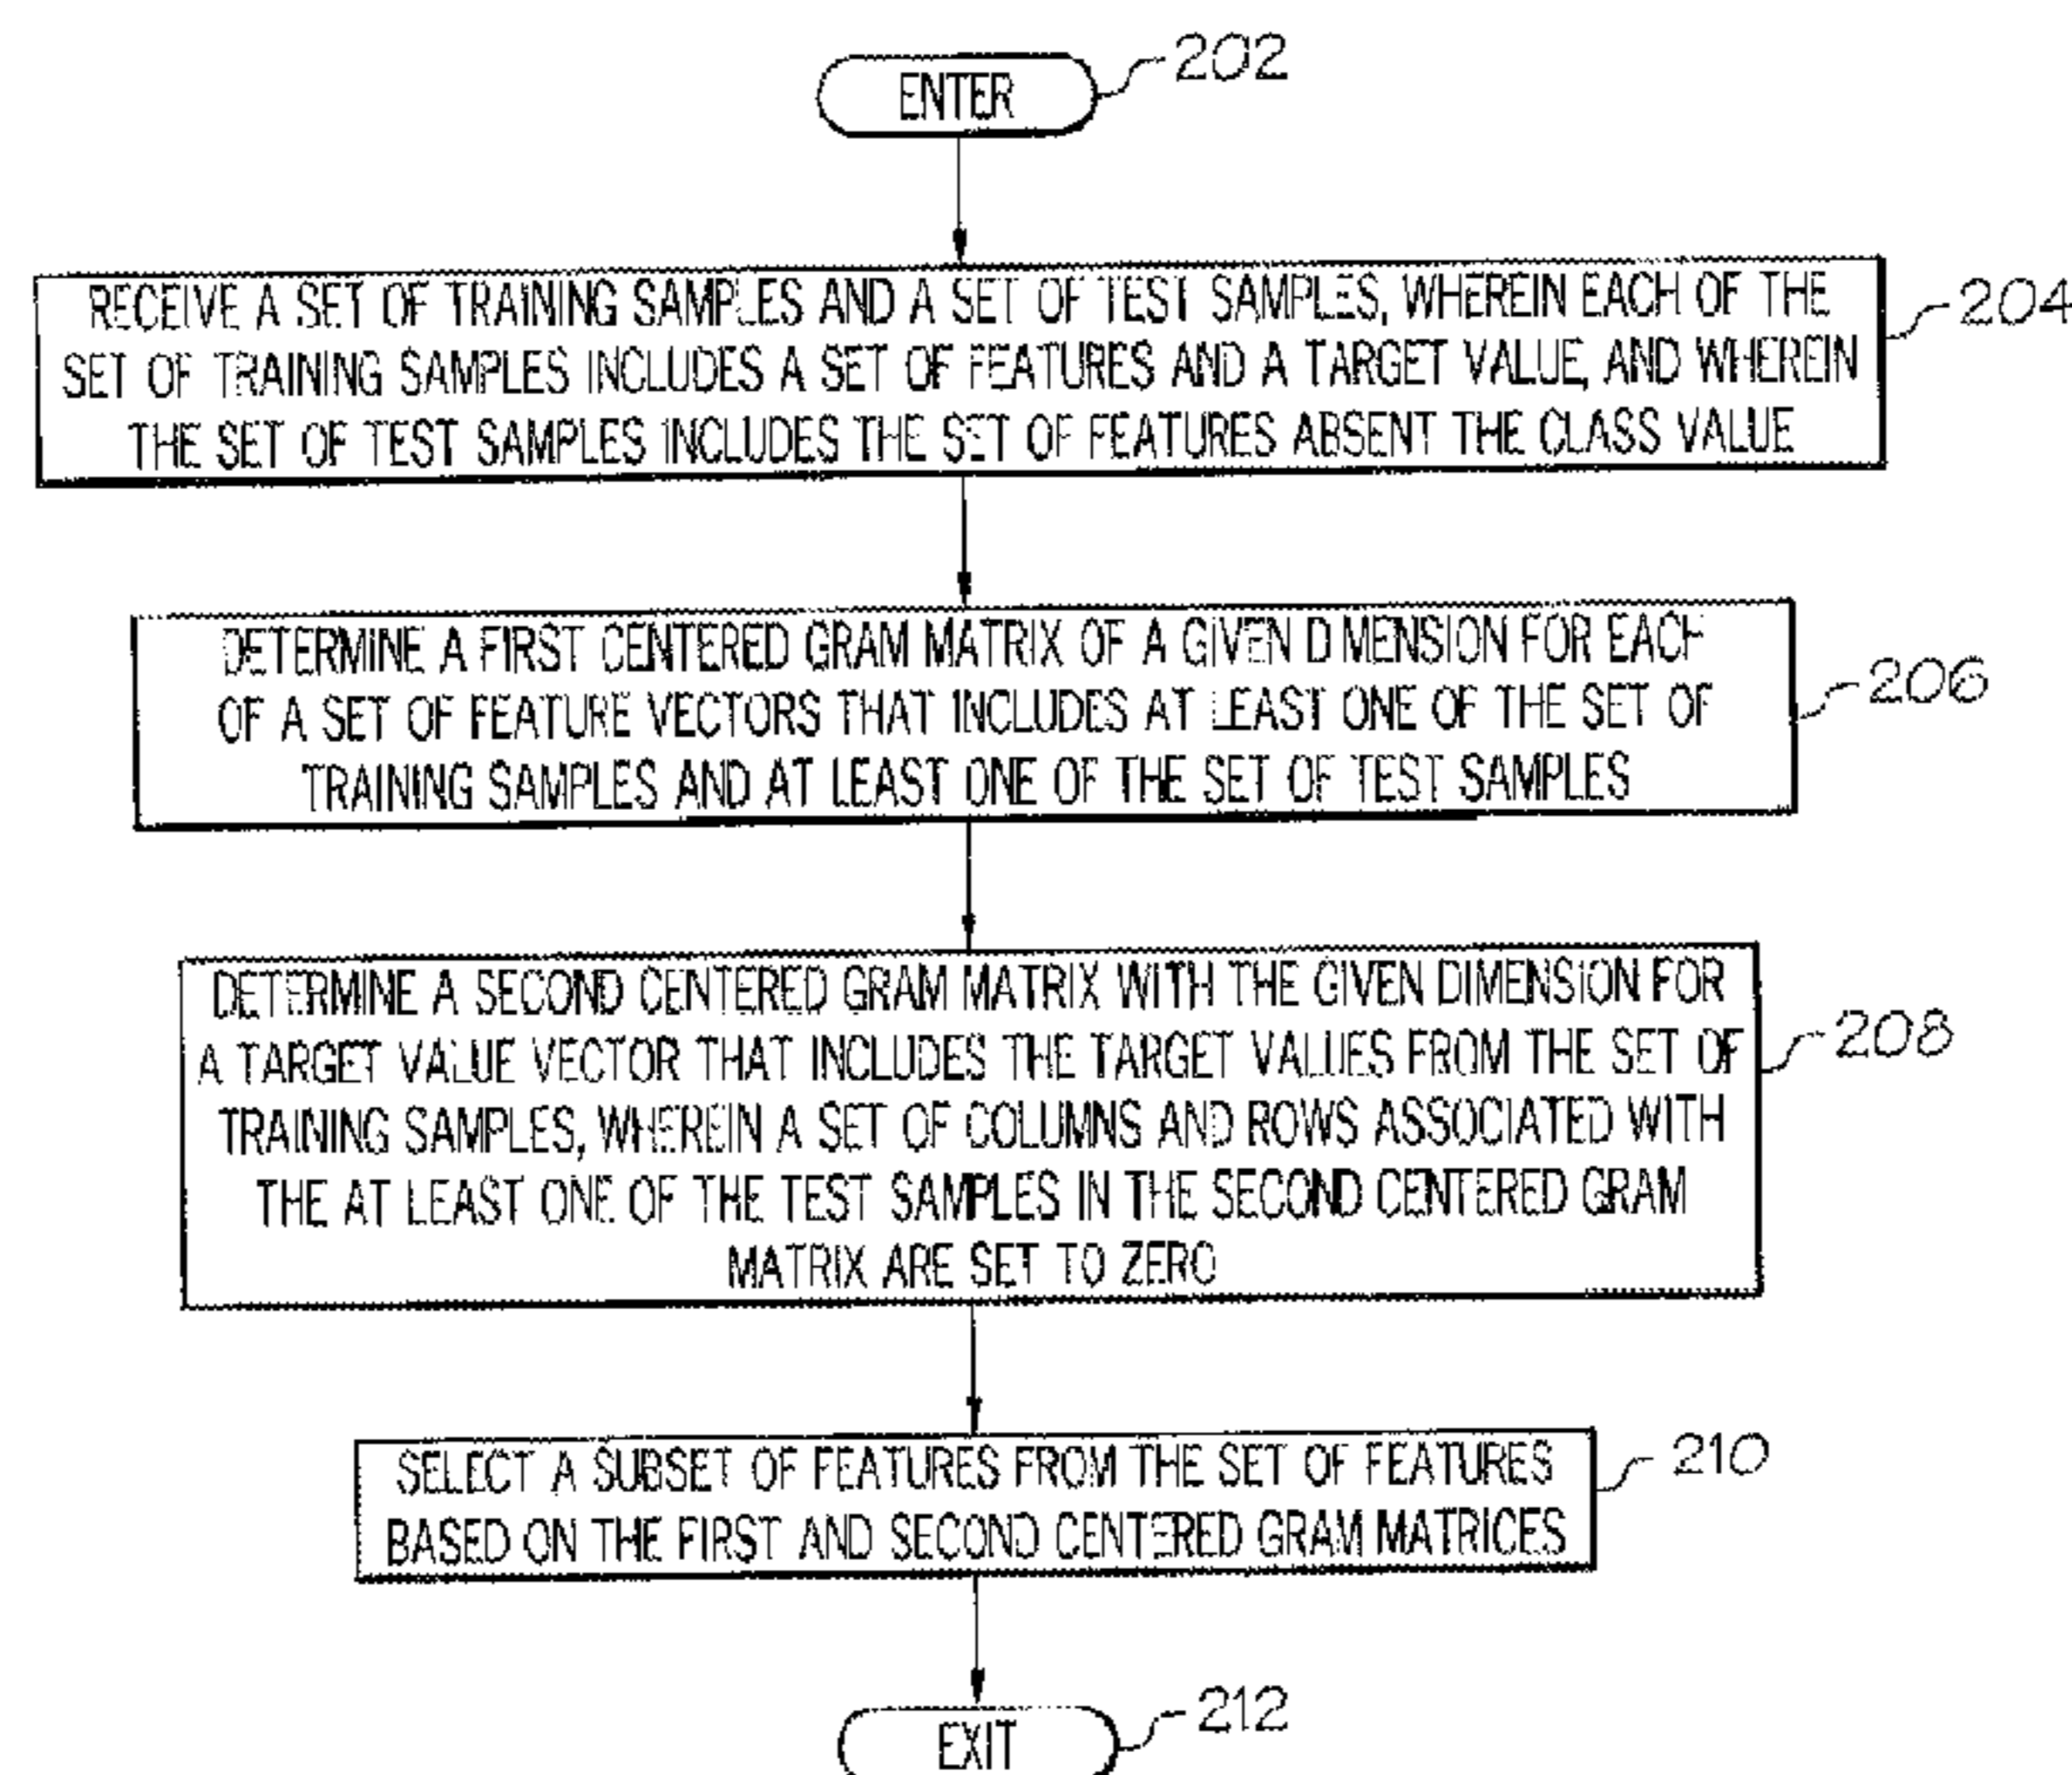 ENTER
202
RECEIVE A SET OF TRAINING SAMPLES AND A SET OF TEST SAMPLES, WHEREIN EACH OF THE
SET OF TRAINING SAMPLES INCLUDES A SET OF FEATURES AND A TARGET VALUE, AND WHEREIN
THE SET OF TEST SAMPLES INCLUDES THE SET OF FEATURES ABSENT THE CLASS VALUE
204
DETERMINE A FIRST CENTERED GRAM MATRIX OF A GIVEN DIMENSION FOR EACH
OF A SET OF FEATURE VECTORS THAT INCLUDES AT LEAST ONE OF THE SET OF
TRAINING SAMPLES AND AT LEAST ONE OF THE SET OF TEST SAMPLES
206
DETERMINE A SECOND CENTERED GRAM MATRIX WITH THE GIVEN DIMENSION FOR
A TARGET VALUE VECTOR THAT INCLUDES THE TARGET VALUES FROM THE SET OF
TRAINING SAMPLES, WHEREIN A SET OF COLUMNS AND ROWS ASSOCIATED WITH
THE AT LEAST ONE OF THE TEST SAMPLES IN THE SECOND CENTERED GRAM
MATRIX ARE SET TO ZERO
208
SELECT A SUBSET OF FEATURES FROM THE SET OF FEATURES
BASED ON THE FIRST AND SECOND CENTERED GRAM MATRICES
210
EXIT
212